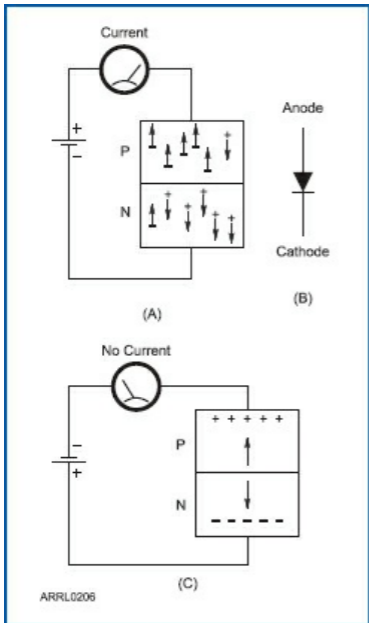 Current
+
−
P
+
N
+ + + + +
(A)
Anode
Cathode
(B)
No Current
−
+
P
+ + + + +
N
− − − − −
(C)
ARRL0206